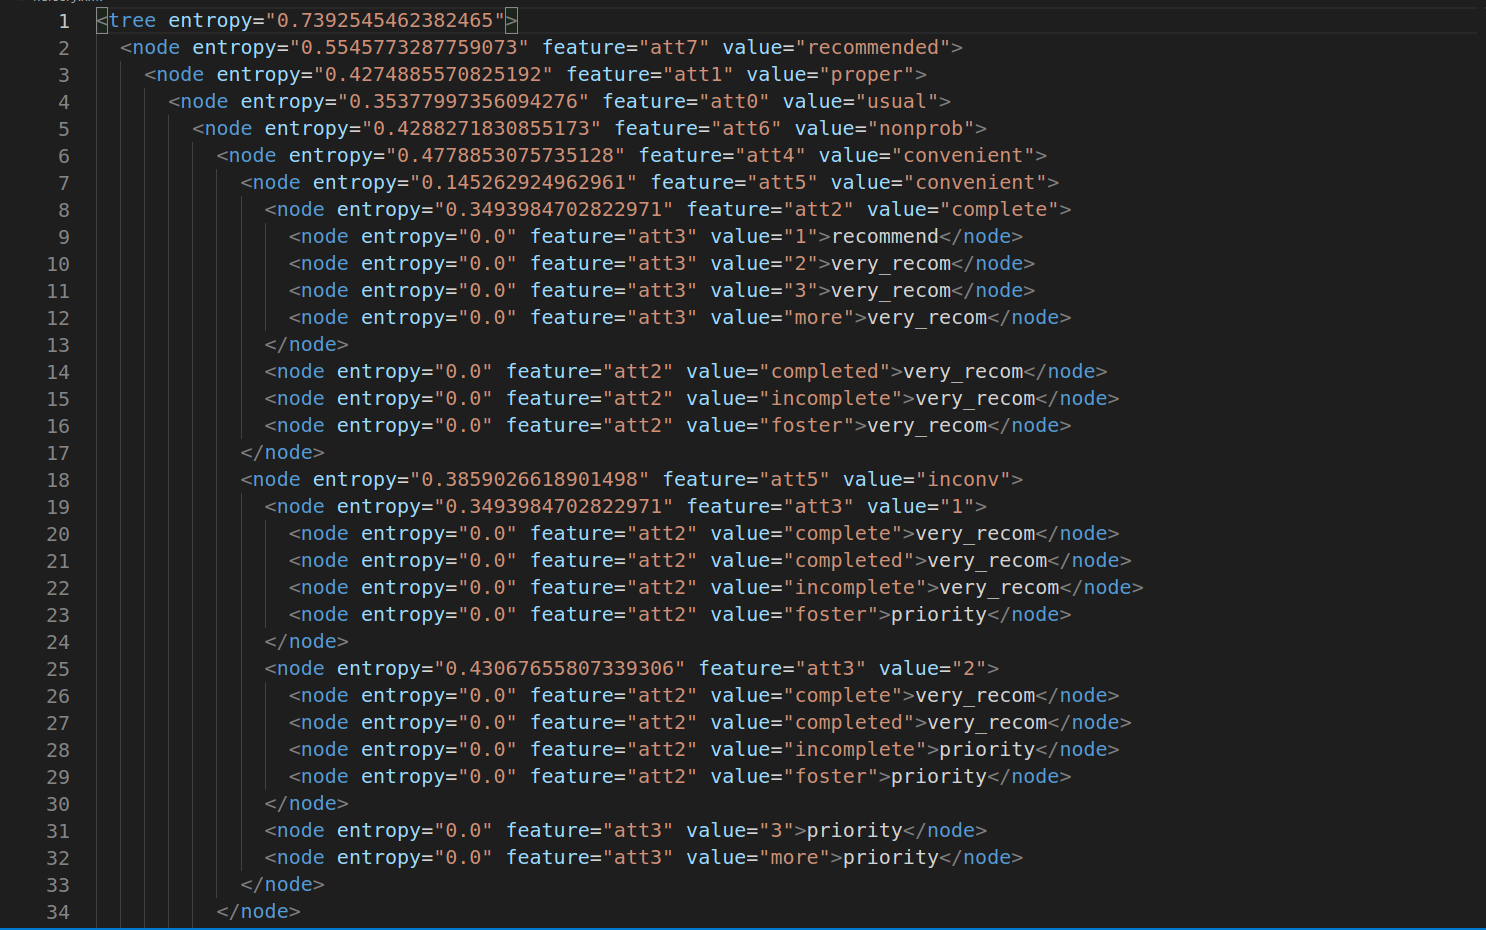 1 <tree entropy="0.7392545462382465">
2 <node entropy="0.5545773287759073" feature="att7" value="recommended">
3 <node entropy="0.4274885570825192" feature="att1" value="proper">
4 <node entropy="0.35377997356094276" feature="att0" value="usual">
5 <node entropy="0.4288271830855173" feature="att6" value="nonprob">
6 <node entropy="0.4778853075735128" feature="att4" value="convenient">
7 <node entropy="0.145262924962961" feature="att5" value="convenient">
8 <node entropy="0.3493984702822971" feature="att2" value="complete">
9 <node entropy="0.0" feature="att3" value="1">recommend</node>
10 <node entropy="0.0" feature="att3" value="2">very_recom</node>
11 <node entropy="0.0" feature="att3" value="3">very_recom</node>
12 <node entropy="0.0" feature="att3" value="more">very_recom</node>
13 </node>
14 <node entropy="0.0" feature="att2" value="completed">very_recom</node>
15 <node entropy="0.0" feature="att2" value="incomplete">very_recom</node>
16 <node entropy="0.0" feature="att2" value="foster">very_recom</node>
17 </node>
18 <node entropy="0.3859026618901498" feature="att5" value="inconv">
19 <node entropy="0.3493984702822971" feature="att3" value="1">
20 <node entropy="0.0" feature="att2" value="complete">very_recom</node>
21 <node entropy="0.0" feature="att2" value="completed">very_recom</node>
22 <node entropy="0.0" feature="att2" value="incomplete">very_recom</node>
23 <node entropy="0.0" feature="att2" value="foster">priority</node>
24 </node>
25 <node entropy="0.43067655807339306" feature="att3" value="2">
26 <node entropy="0.0" feature="att2" value="complete">very_recom</node>
27 <node entropy="0.0" feature="att2" value="completed">very_recom</node>
28 <node entropy="0.0" feature="att2" value="incomplete">priority</node>
29 <node entropy="0.0" feature="att2" value="foster">priority</node>
30 </node>
31 <node entropy="0.0" feature="att3" value="3">priority</node>
32 <node entropy="0.0" feature="att3" value="more">priority</node>
33 </node>
34 </node>